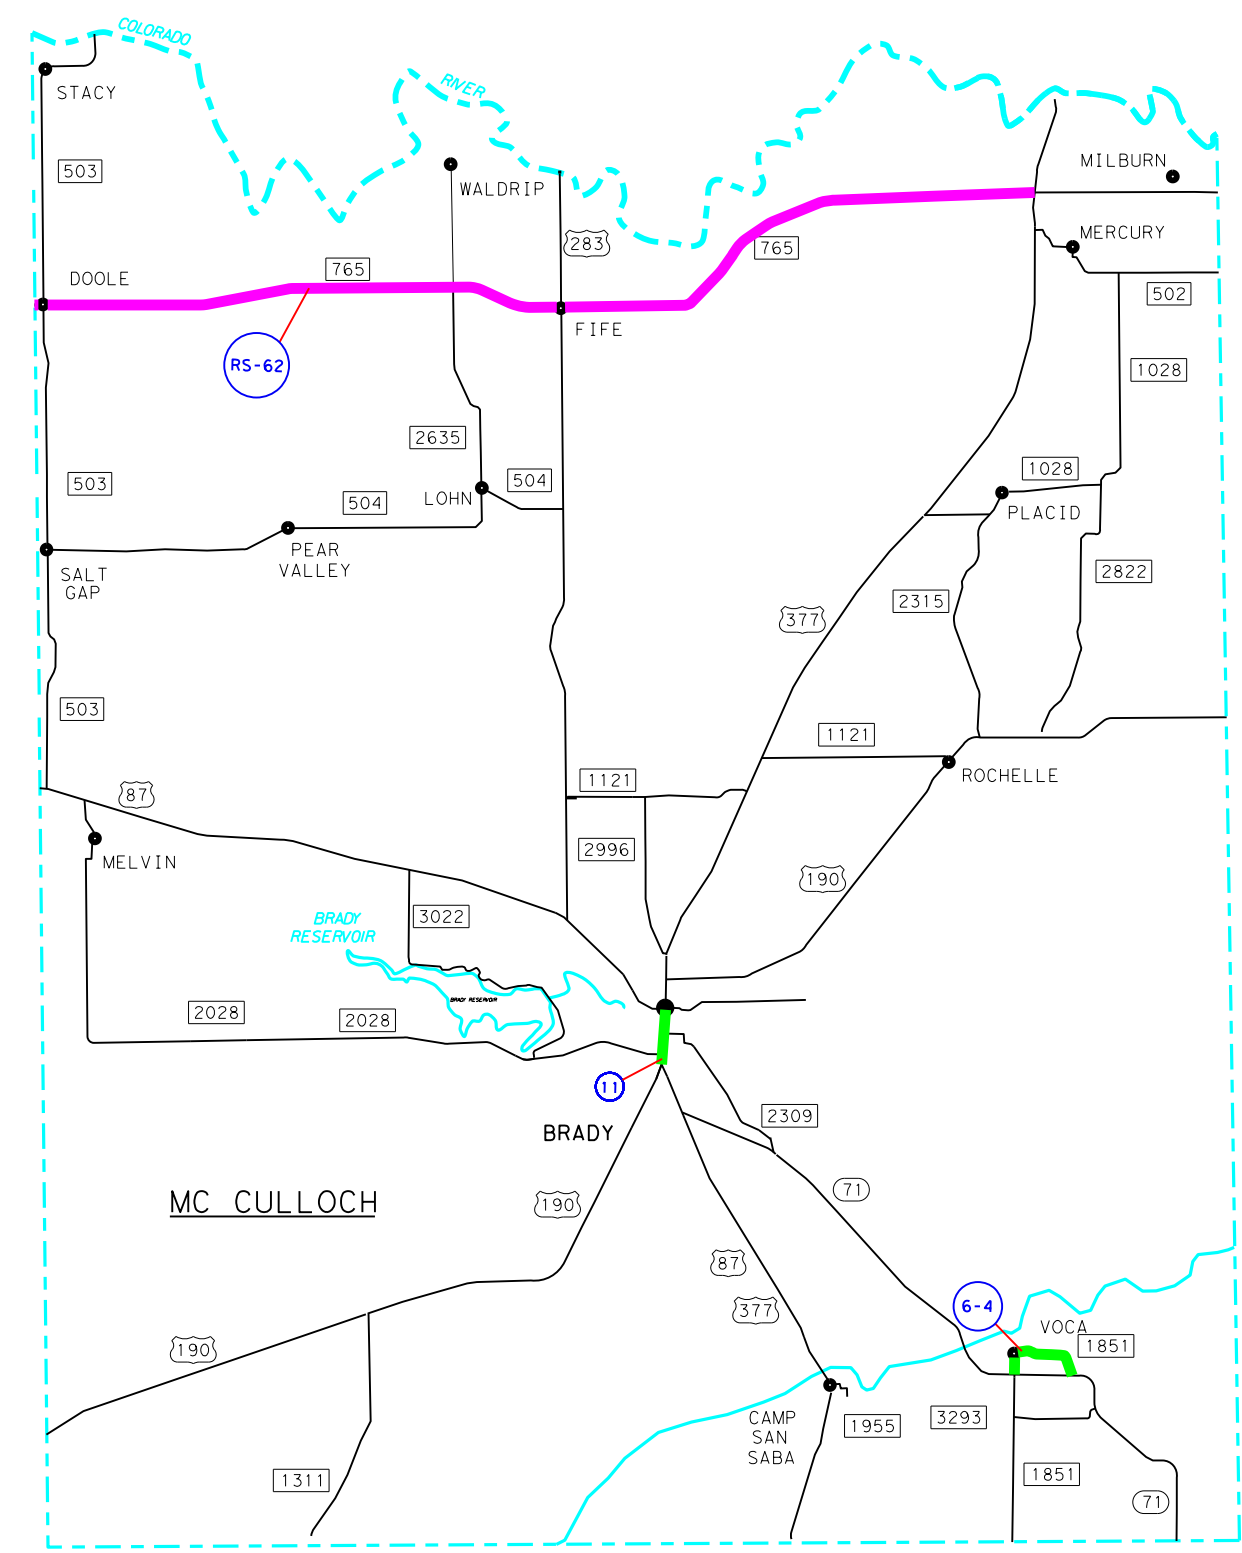 COLORADO
RIVER
STACY
503
WALDRIP
MILBURN
MERCURY
283
765
DOOLE
765
502
FIFE
RS-62
1028
2635
503
504
504
LOHN
1028
PLACID
PEAR
VALLEY
SALT
GAP
2822
2315
377
503
1121
ROCHELLE
1121
87
2996
MELVIN
190
BRADY
RESERVOIR
3022
BRADY RESERVOIR
2028
2028
11
2309
BRADY
71
MC CULLOCH
190
87
377
6-4
VOCA
1851
190
CAMP
SAN
SABA
1955
3293
1311
1851
71